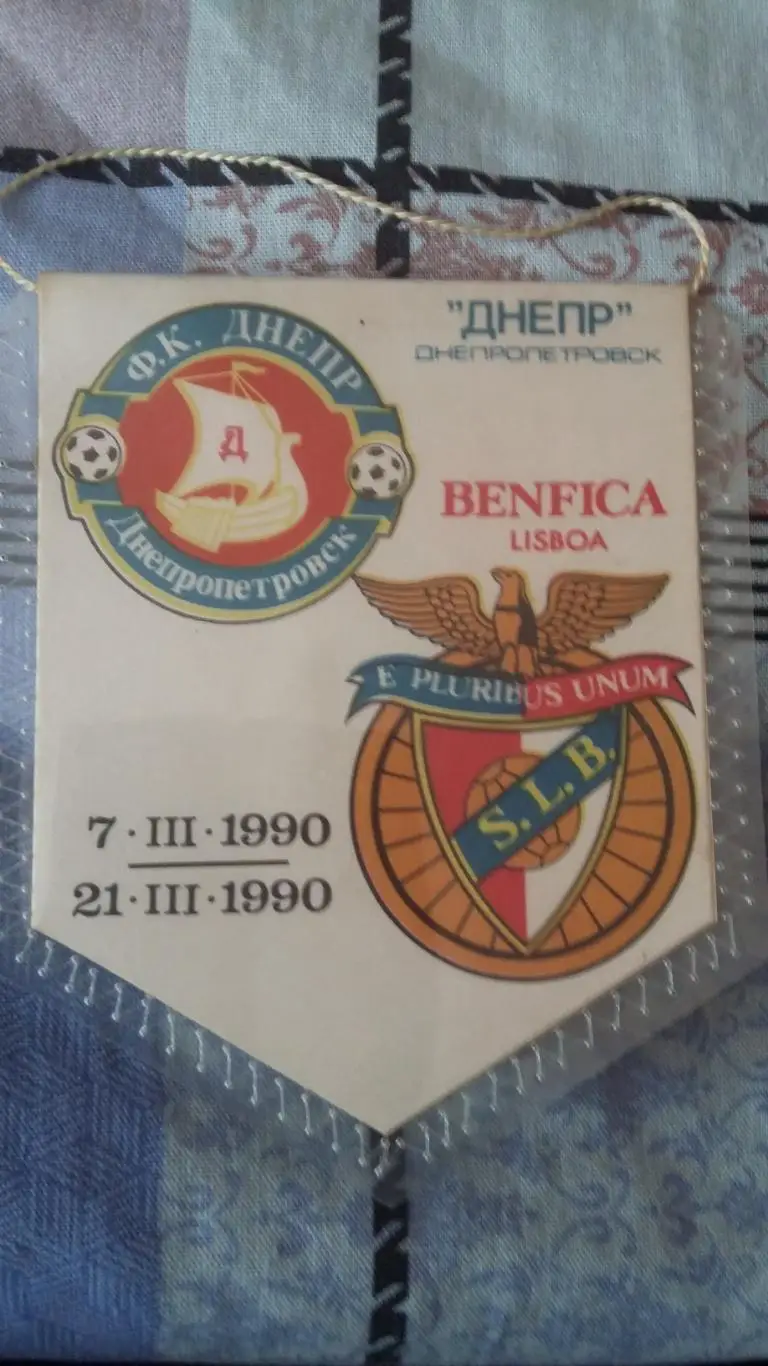 Ф.К. ДНЕПР
Д
Днепропетровск
"ДНЕПР"
ДНЕПРОПЕТРОВСК
BENFICA
LISBOA
E PLURIBUS UNUM
S.L.B.
7·III·1990
21·III·1990